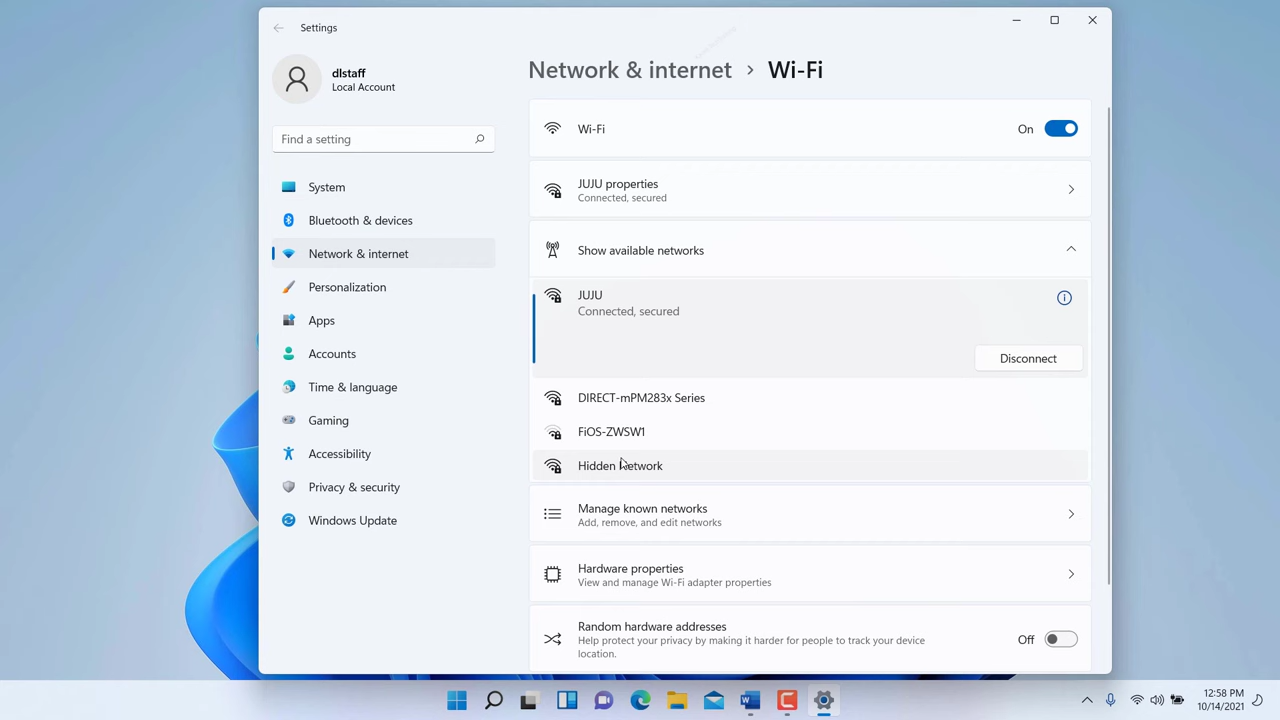 Settings
dlstaff
Local Account
Find a setting
System
Bluetooth & devices
Network & internet
Personalization
Apps
Accounts
Time & language
Gaming
Accessibility
Privacy & security
Windows Update
Network & internet > Wi-Fi
Wi-Fi
On
JUJU properties
Connected, secured
Show available networks
JUJU
Connected, secured
Disconnect
DIRECT-mPM283x Series
FiOS-ZWSW1
Hidden Network
Manage known networks
Add, remove, and edit networks
Hardware properties
View and manage Wi-Fi adapter properties
Random hardware addresses
Help protect your privacy by making it harder for people to track your device
location.
Off
12:58 PM
10/14/2021